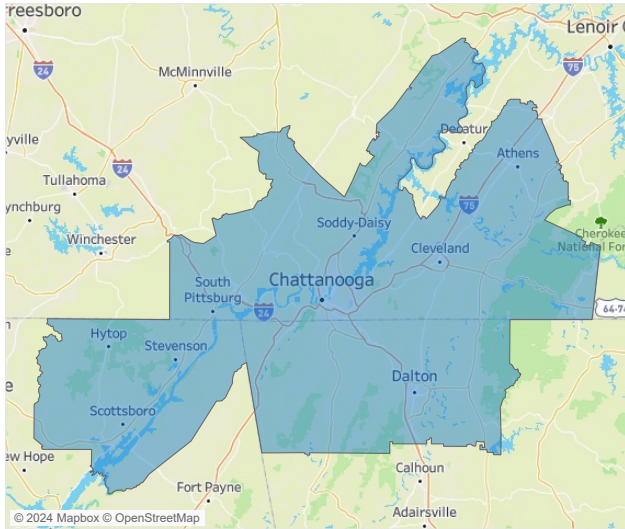 reesboro
Lenoir C
24
75
McMinnville
Decatur
yville
Athens
24
Tullahoma
75
ynchburg
Soddy-Daisy
Cherokee
National For
Winchester
Cleveland
e
Chattanooga
South
Pittsburg
24
64-74
n
Hytop
Stevenson
Dalton
e
Scottsboro
ew Hope
Calhoun
Fort Payne
Adairsville
© 2024 Mapbox © OpenStreetMap